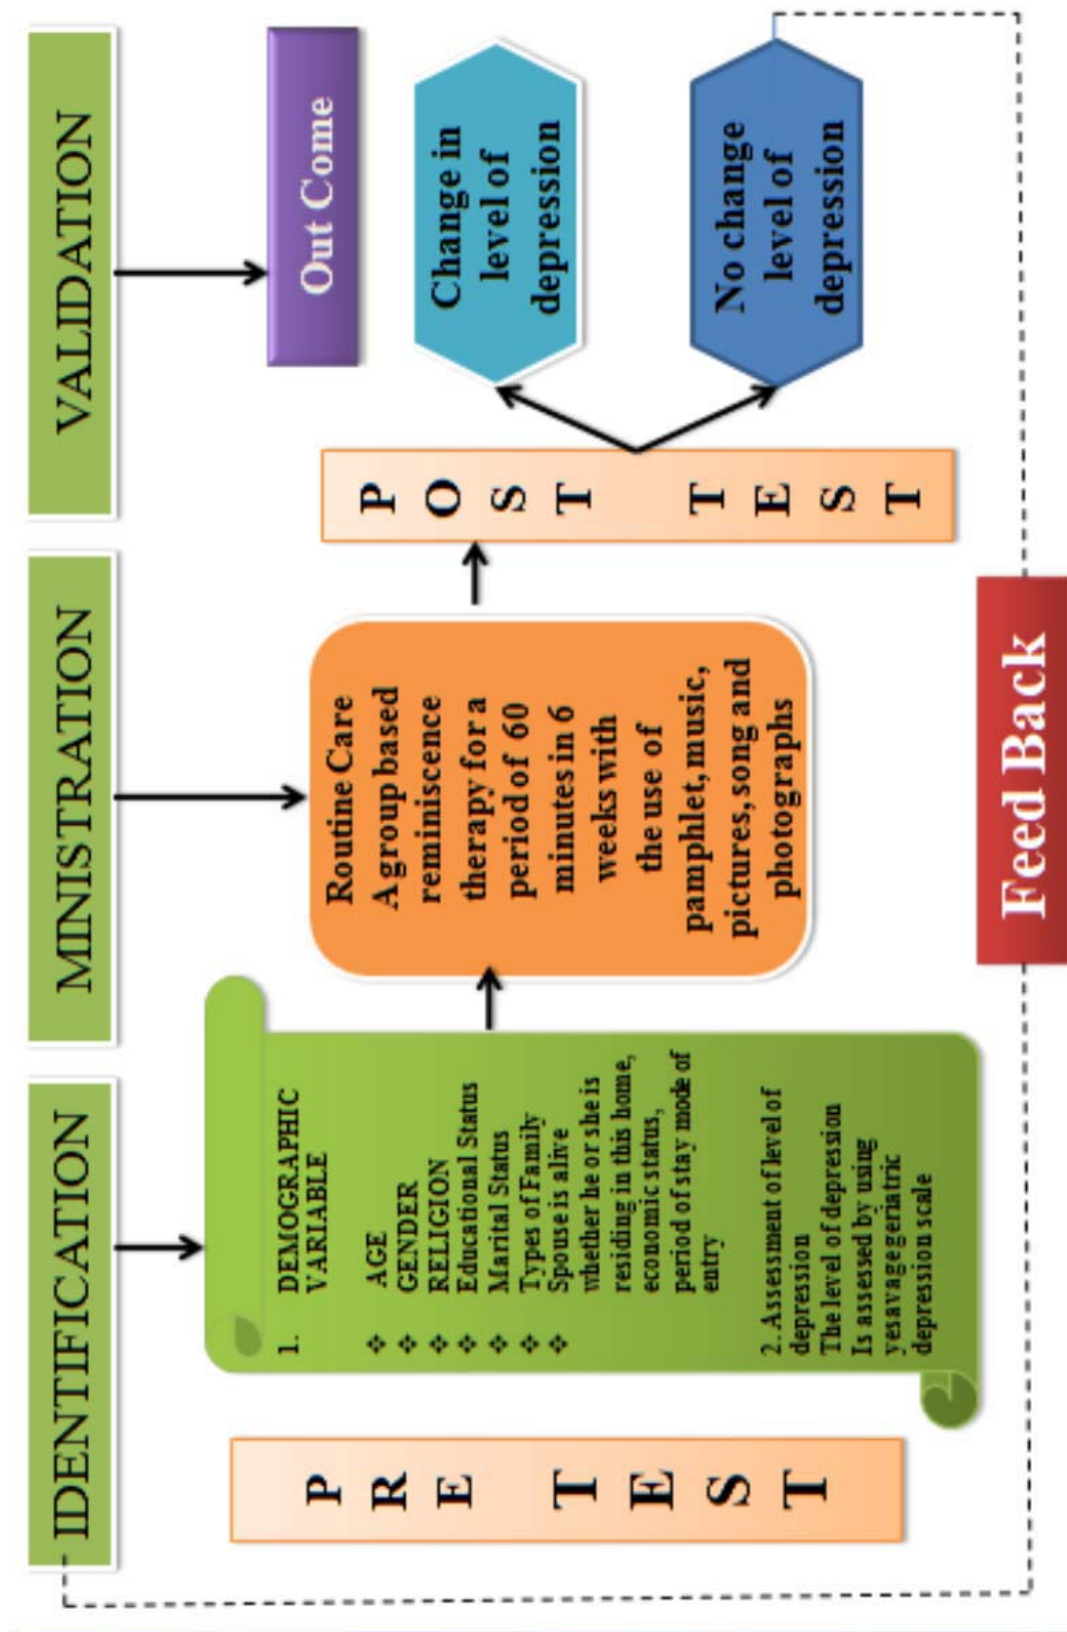 IDENTIFICATION
MINISTRATION
VALIDATION
PRE TEST
1. DEMOGRAPHIC
VARIABLE
❖ AGE
❖ GENDER
❖ RELIGION
❖ Educational Status
❖ Marital Status
❖ Types of Family
❖ Spouse is alive
whether he or she is
residing in this home,
economic status,
period of stay mode of
entry
2. Assessment of level of
depression
The level of depression
Is assessed by using
yesavage geriatric
depression scale
Routine Care
A group based
reminiscence
therapy for a
period of 60
minutes in 6
weeks with
the use of
pamphlet, music,
pictures, song and
photographs
POST TEST
Out Come
Change in
level of
depression
No change
level of
depression
Feed Back